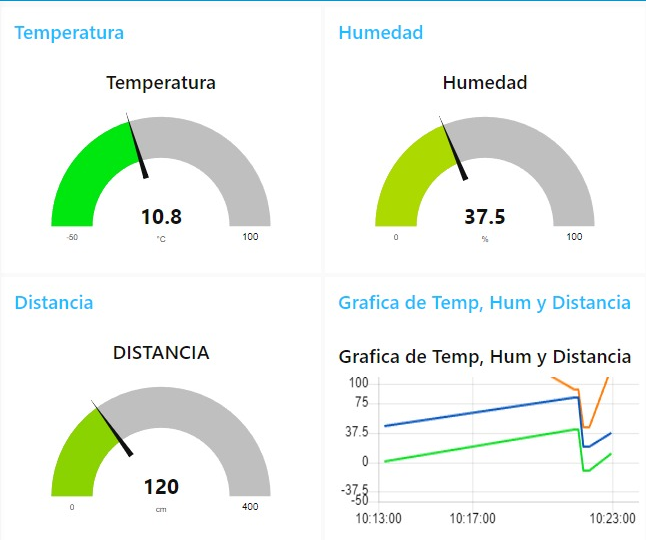 Temperatura
Temperatura
10.8
-50
°C
100
Humedad
Humedad
37.5
0
%
100
Distancia
DISTANCIA
120
0
cm
400
Grafica de Temp, Hum y Distancia
Grafica de Temp, Hum y Distancia
100
75
37.5
0
-37.5
-50
10:13:00
10:17:00
10:23:00